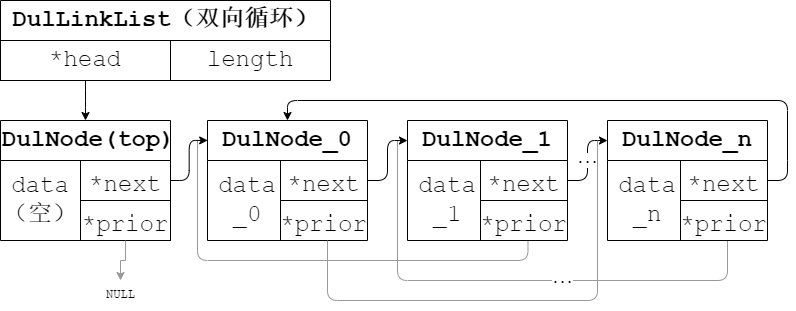 DulLinkList（双向循环）
*head length
DulNode(top) DulNode_0 DulNode_1 DulNode_n
... 
data *next data *next data *next data *next
（空） *prior _0 *prior _1 *prior _n *prior
...
NULL